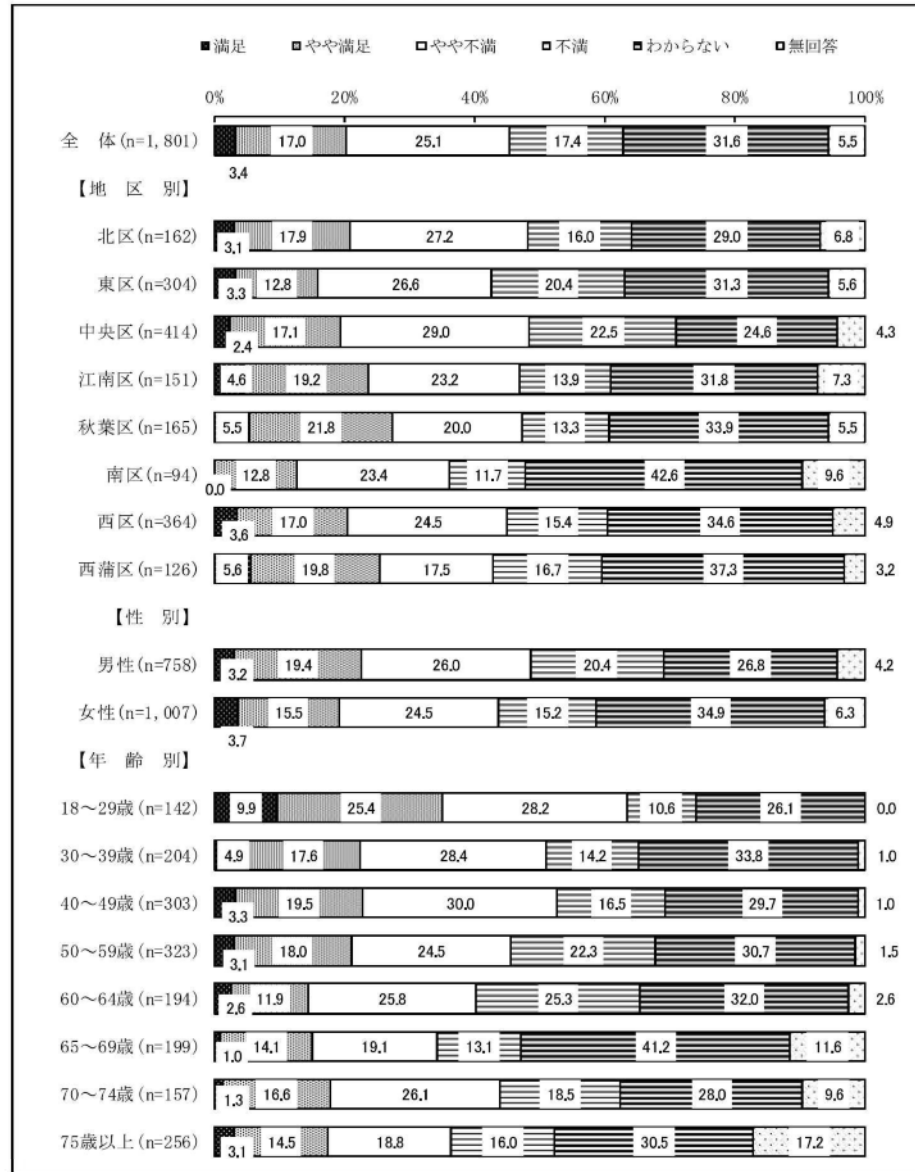 満足 やや満足 やや不満 不満 わからない 無回答
0% 20% 40% 60% 80% 100%
全 体(n=1,801) 17.0 25.1 17.4 31.6 5.5
3.4
【地 区 別】
北区(n=162) 3.1 17.9 27.2 16.0 29.0 6.8
東区(n=304) 3.3 12.8 26.6 20.4 31.3 5.6
中央区(n=414) 2.4 17.1 29.0 22.5 24.6 4.3
江南区(n=151) 4.6 19.2 23.2 13.9 31.8 7.3
秋葉区(n=165) 5.5 21.8 20.0 13.3 33.9 5.5
南区(n=94) 0.0 12.8 23.4 11.7 42.6 9.6
西区(n=364) 3.6 17.0 24.5 15.4 34.6 4.9
西蒲区(n=126) 5.6 19.8 17.5 16.7 37.3 3.2
【性 別】
男性(n=758) 3.2 19.4 26.0 20.4 26.8 4.2
女性(n=1,007) 15.5 24.5 15.2 34.9 6.3
3.7
【年 齢 別】
18～29歳(n=142) 9.9 25.4 28.2 10.6 26.1 0.0
30～39歳(n=204) 4.9 17.6 28.4 14.2 33.8 1.0
40～49歳(n=303) 3.3 19.5 30.0 16.5 29.7 1.0
50～59歳(n=323) 3.1 18.0 24.5 22.3 30.7 1.5
60～64歳(n=194) 2.6 11.9 25.8 25.3 32.0 2.6
65～69歳(n=199) 1.0 14.1 19.1 13.1 41.2 11.6
70～74歳(n=157) 1.3 16.6 26.1 18.5 28.0 9.6
75歳以上(n=256) 3.1 14.5 18.8 16.0 30.5 17.2